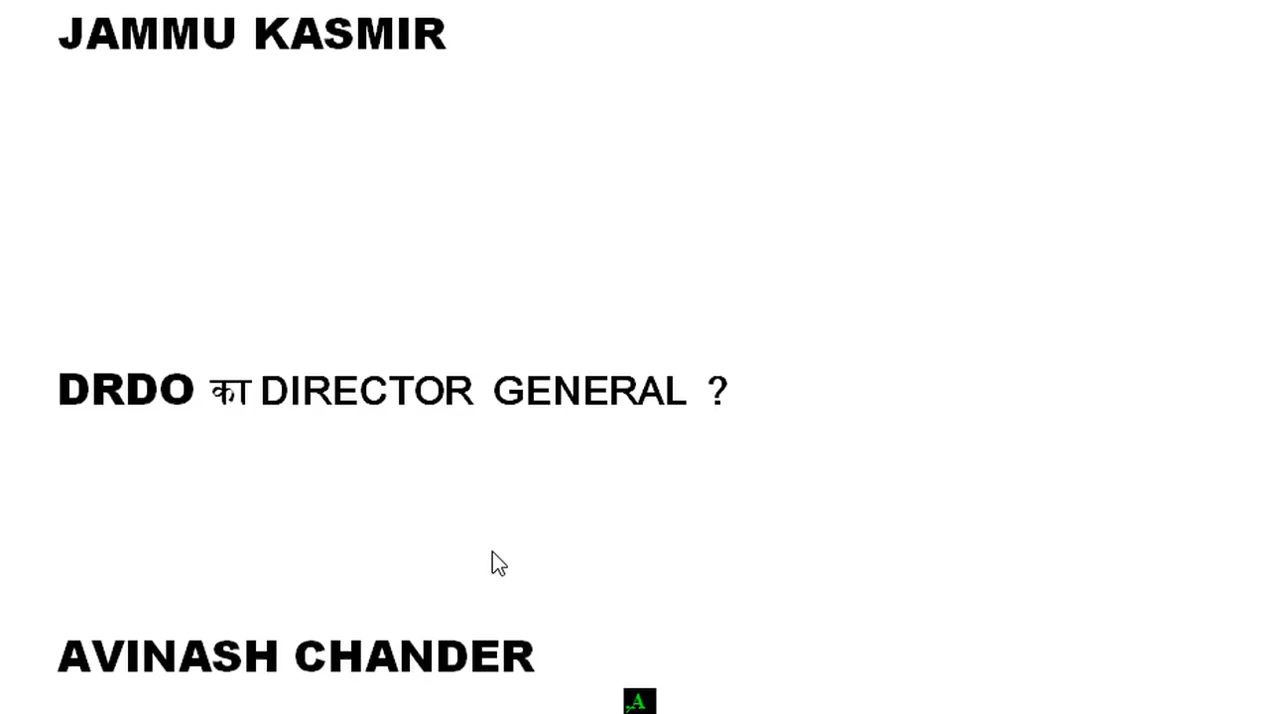 JAMMU KASMIR
DRDO का DIRECTOR GENERAL ?
AVINASH CHANDER
A